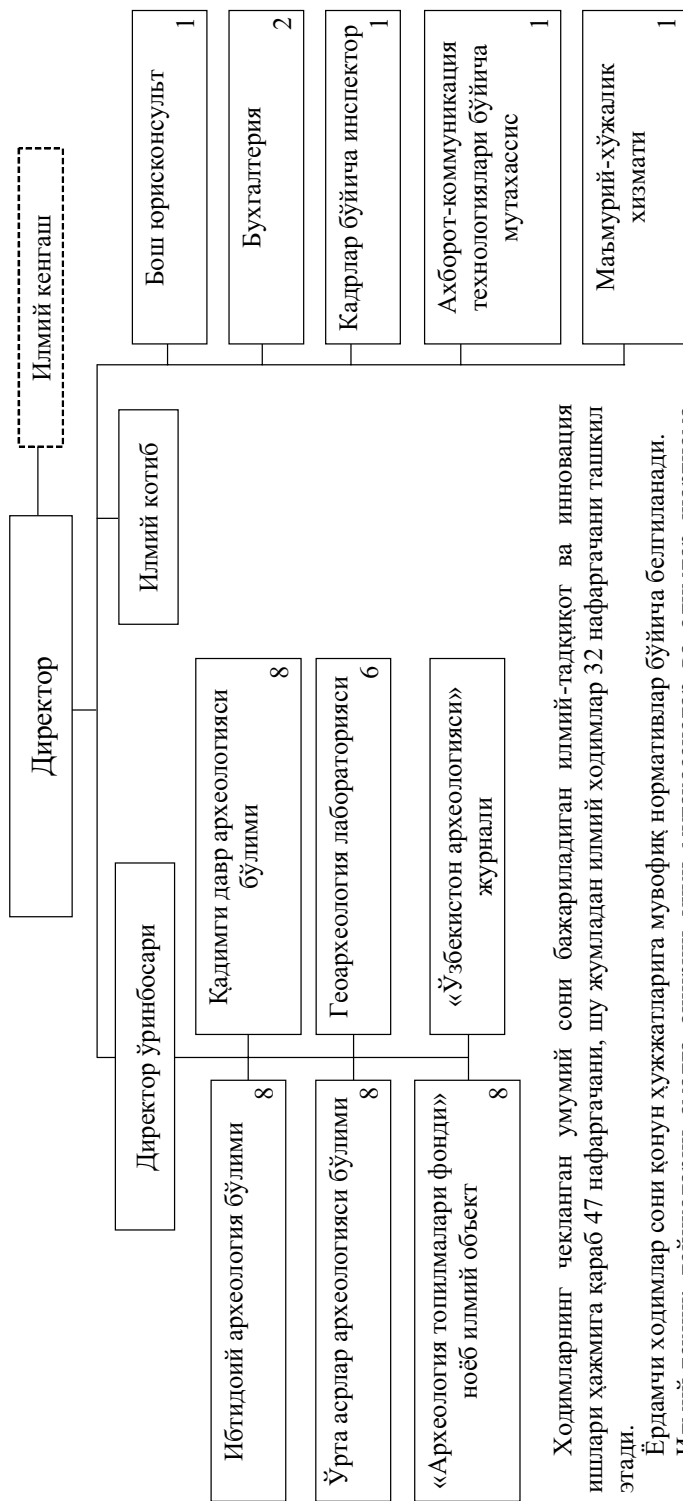 Директор
Илмий кенгаш
Директор ўринбосари
Илмий котиб
Ибтидоий археология бўлими
8
Қадимги давр археологияси
бўлими
8
Ўрта асрлар археологияси бўлими
8
Геоархеология лабораторияси
6
«Археология топилмалари фонди»
ноёб илмий объект
8
«Ўзбекистон археологияси»
журнали
Бош юрисконсульт
1
Бухгалтерия
2
Кадрлар бўйича инспектор
1
Ахборот-коммуникация
технологиялари бўйича
мутахассис
1
Маъмурий-хўжалик
хизмати
1
Ходимларнинг чекланган умумий сони бажариладиган илмий-тадқиқот ва инновация
ишлари ҳажмига қараб 47 нафаргачани, шу жумладан илмий ходимлар 32 нафаргачани ташкил
этади.
Ёрдамчи ходимлар сони қонун ҳужжатларига мувофиқ нормативлар бўйича белгиланади.